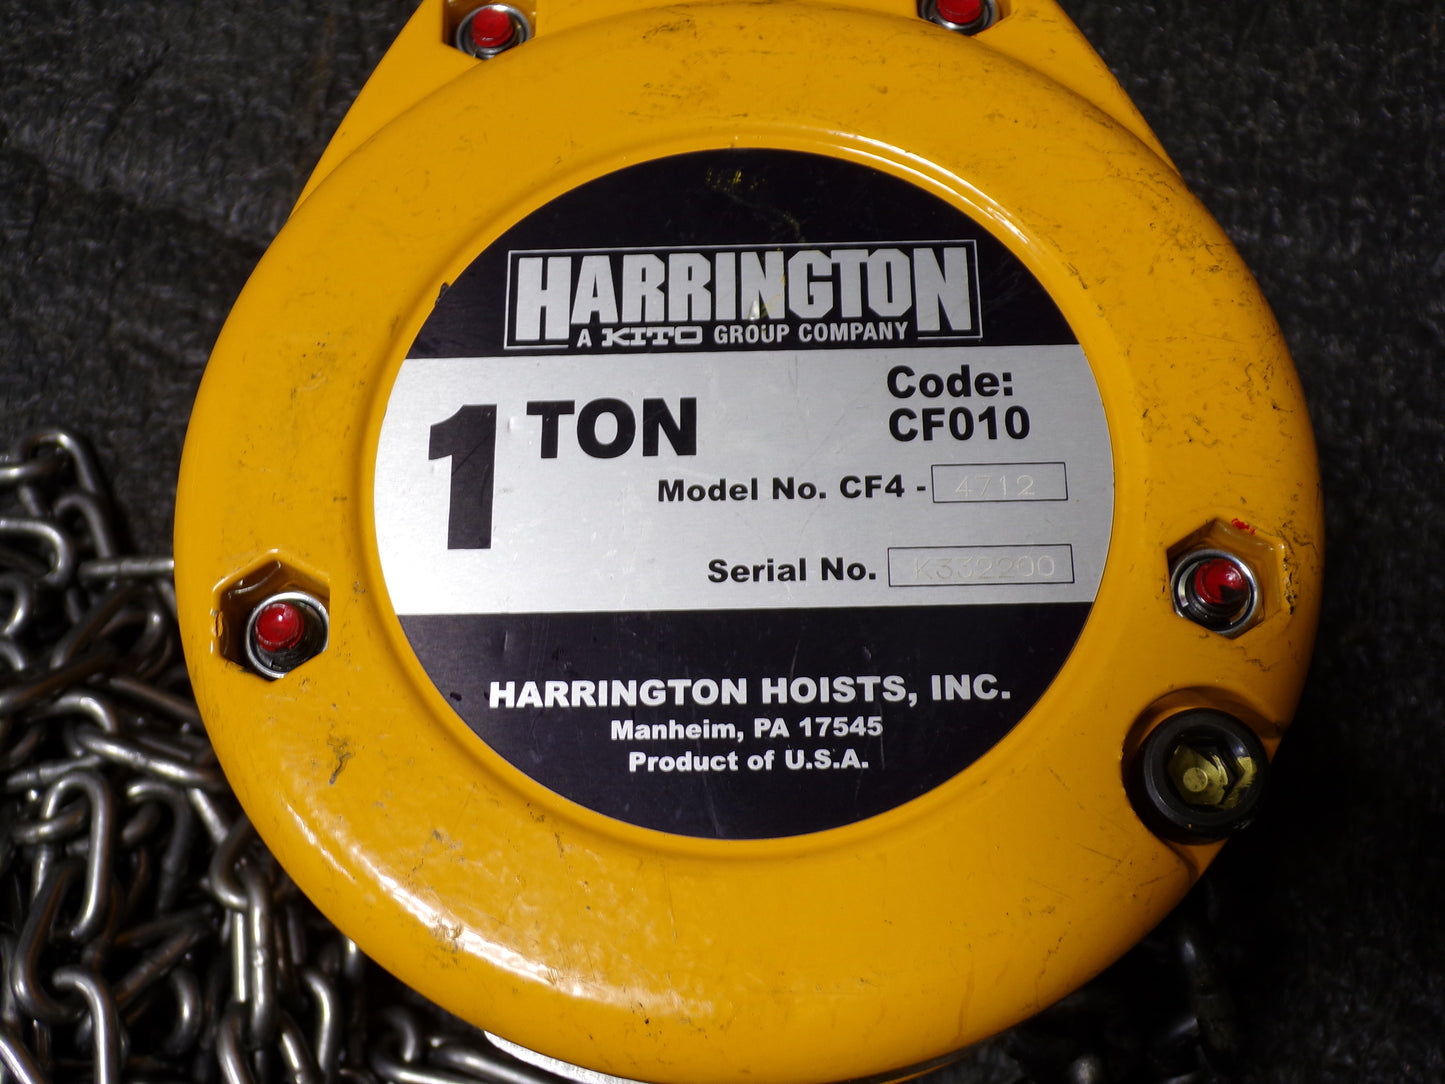 HARRINGTON
A KITO GROUP COMPANY
1 TON
Code:
CF010
Model No. CF4 - 4712
Serial No. K332200
HARRINGTON HOISTS, INC.
Manheim, PA 17545
Product of U.S.A.